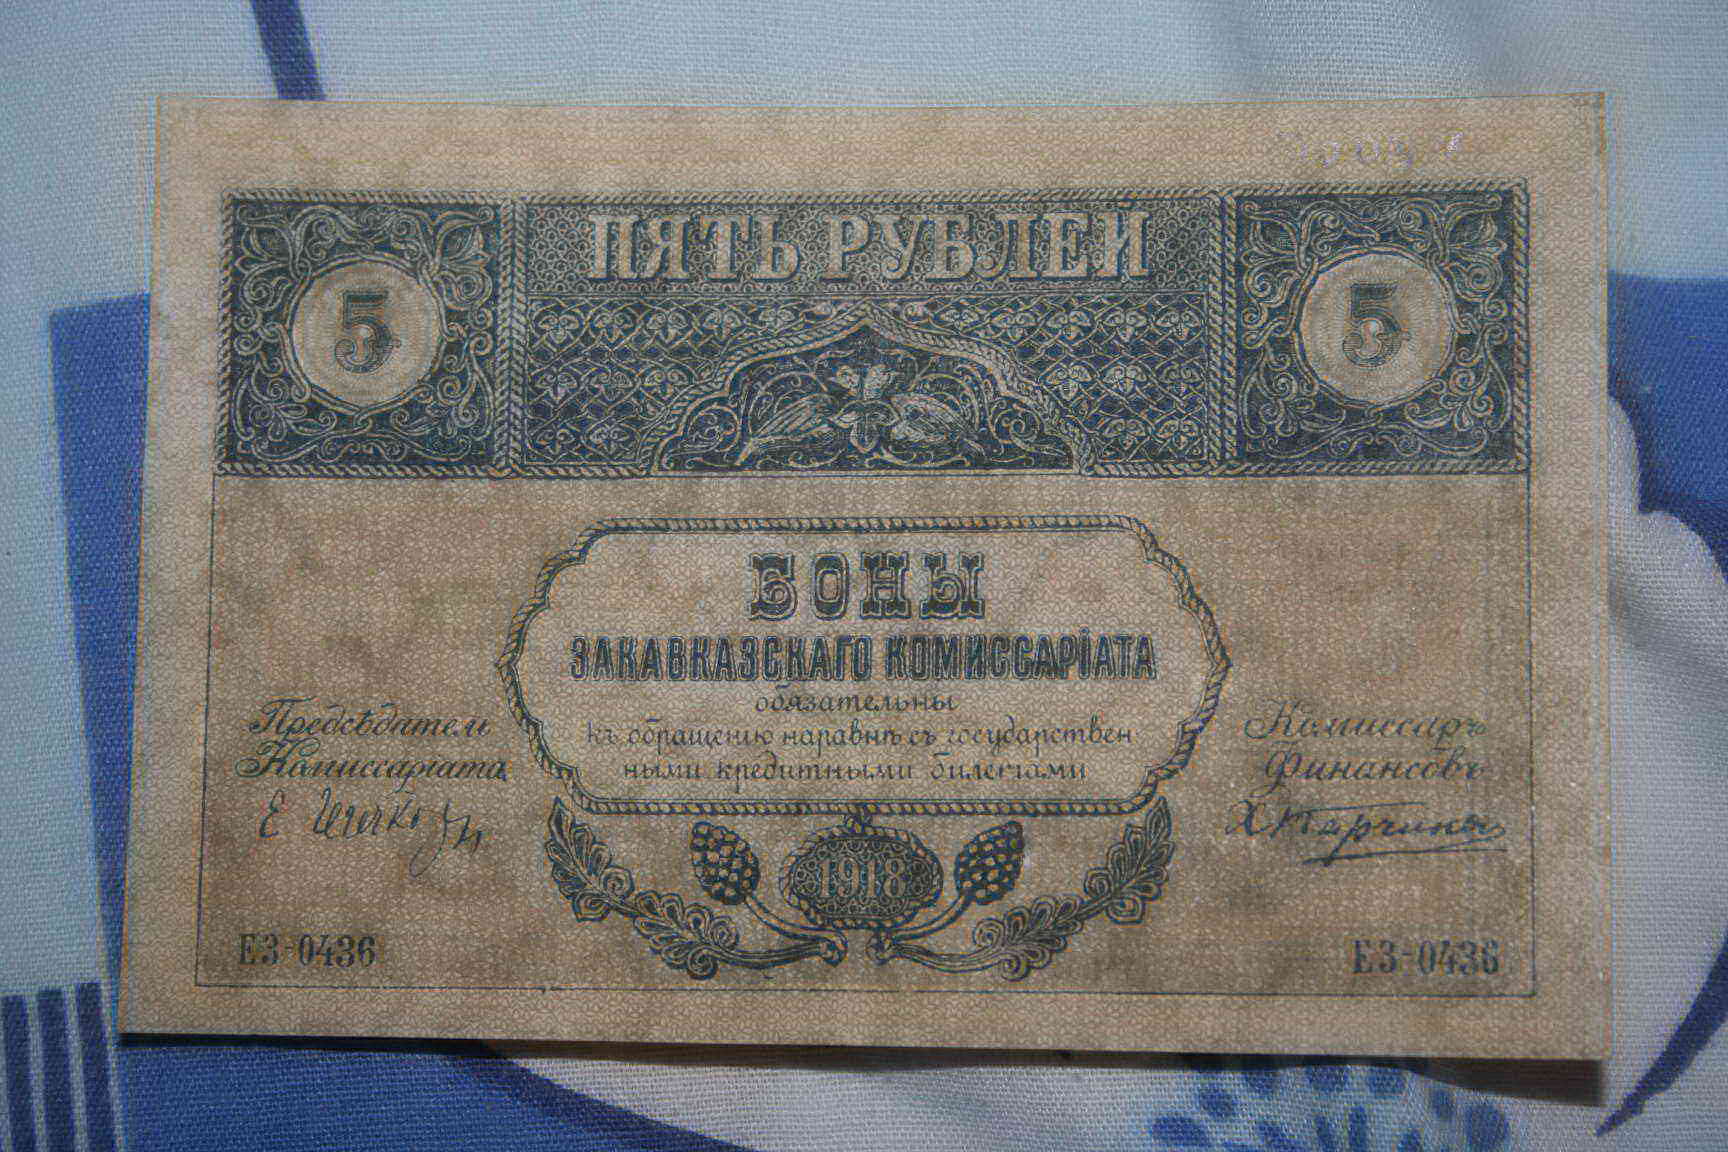 ПЯТЬ РУБЛЕЙ
5 5
БОНЫ
ЗАКАВКАЗСКАГО КОМИССАРІАТА
обязательны
къ обращенію наравнѣ съ государствен
ными кредитными билетами
Предсѣдатель
Комиссаріата
Комиссаръ
Финансовъ
1918
ЕЗ-0436 ЕЗ-0436